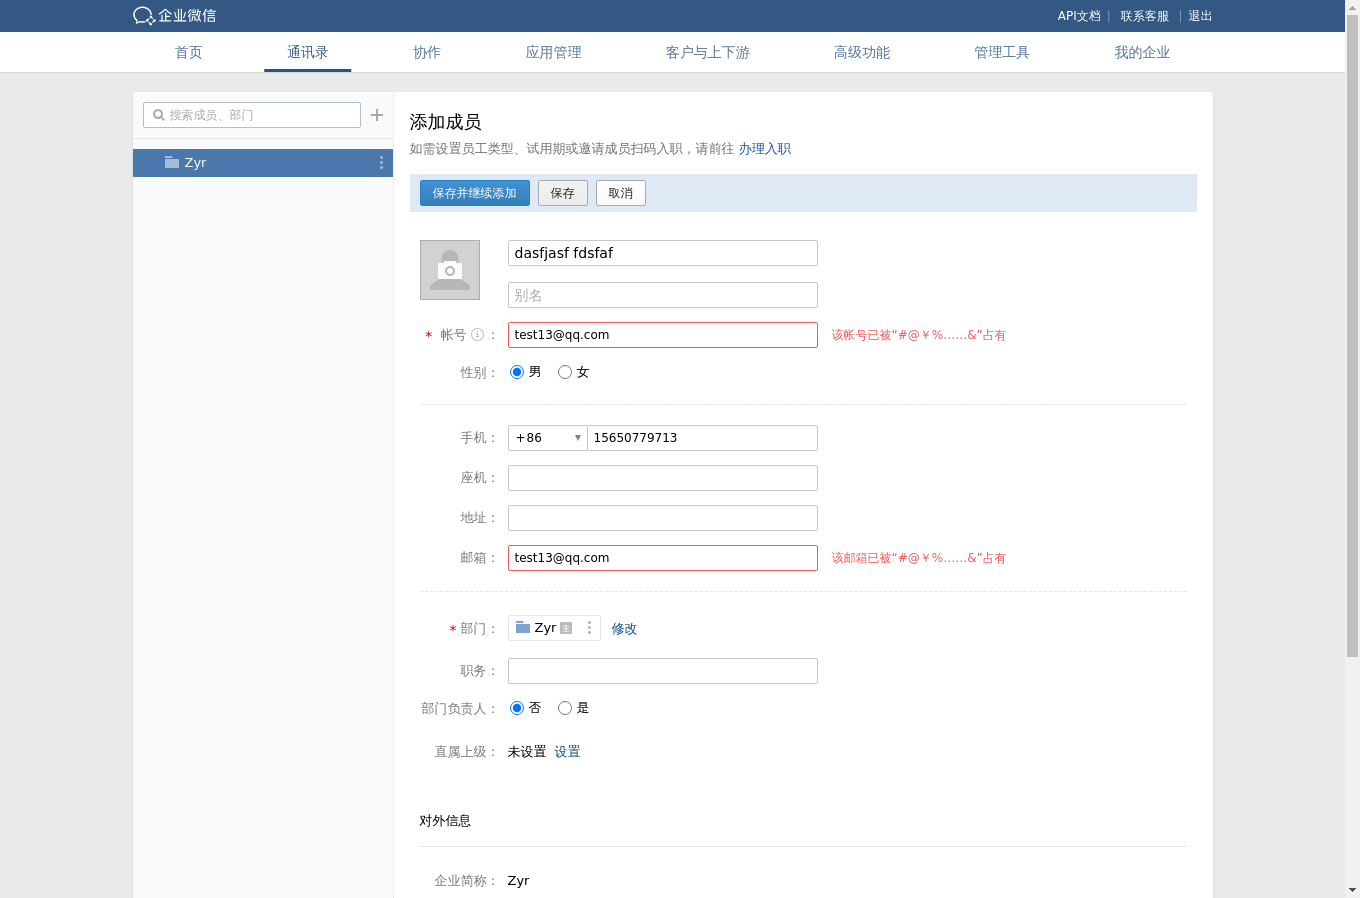 企业微信
API文档 | 联系客服 | 退出
首页 通讯录 协作 应用管理 客户与上下游 高级功能 管理工具 我的企业
搜索成员、部门
Zyr
添加成员
如需设置员工类型、试用期或邀请成员扫码入职，请前往 办理入职
保存并继续添加 保存 取消
dasfjasf fdsfaf
别名
* 帐号 ： test13@qq.com 该帐号已被“#@￥%……&”占有
性别： 男 女
手机： +86 15650779713
座机：
地址：
邮箱： test13@qq.com 该邮箱已被“#@￥%……&”占有
* 部门： Zyr 主 修改
职务：
部门负责人： 否 是
直属上级： 未设置 设置
对外信息
企业简称： Zyr